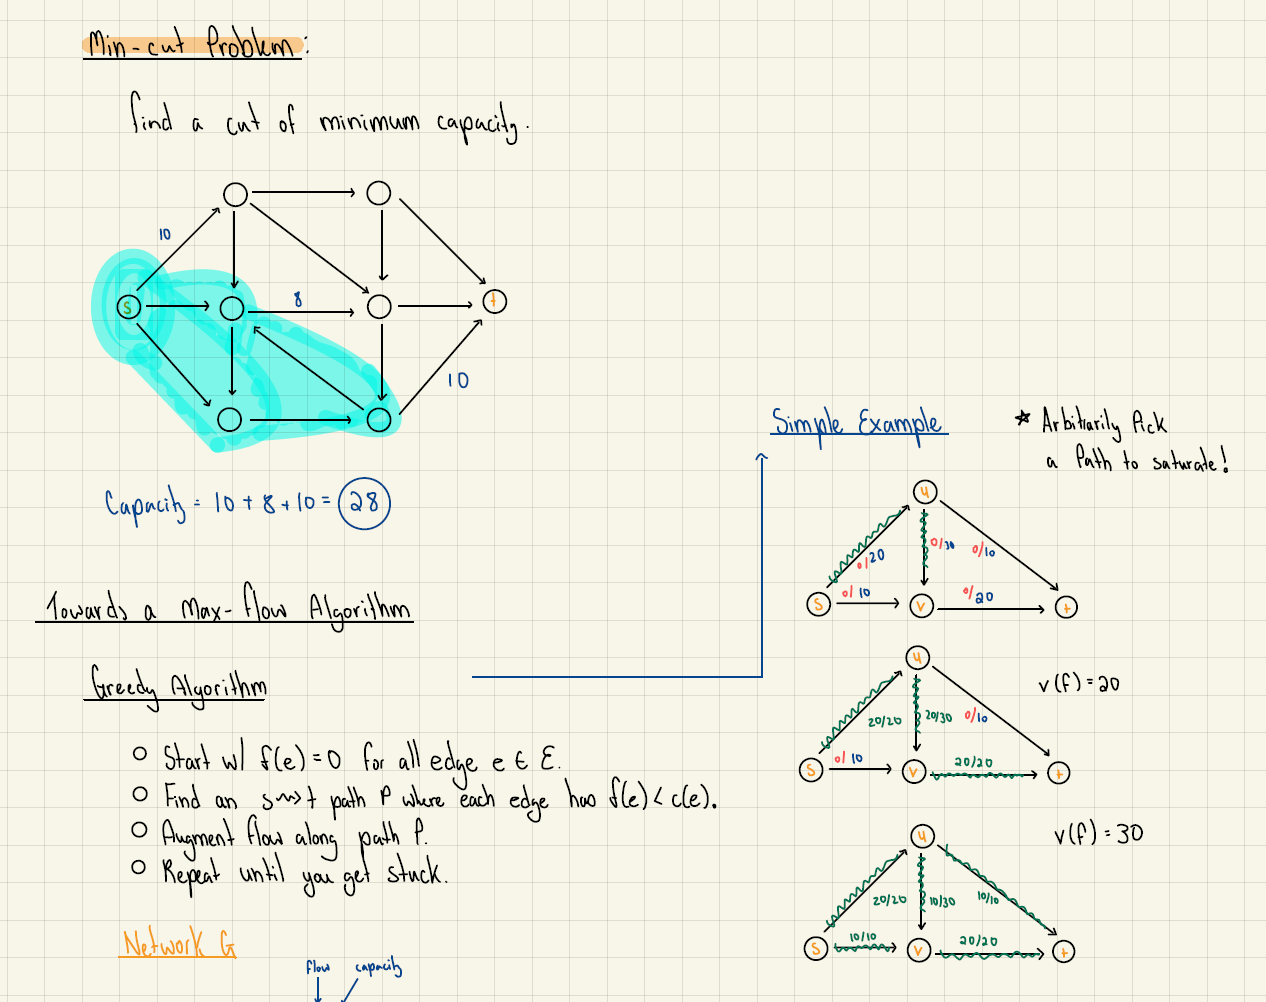 Min-cut Problem:
find a cut of minimum capacity.
10
s
8
t
10
Capacity = 10 + 8 + 10 = 28
Towards a Max-flow Algorithm
Greedy Algorithm
Start w/ f(e) = 0 for all edge e ∈ E.
Find an s⇝t path P where each edge has f(e) < c(e).
Augment flow along path P.
Repeat until you get stuck.
Network G
flow capacity
Simple Example
* Arbitrarily Pick
a Path to saturate!
u
0/20 0/30 0/10
s 0/10 v 0/20 t
u
v(f) = 20
20/20 20/30 0/10
s 0/10 v 20/20 t
u
v(f) = 30
20/20 10/30 10/10
s 10/10 v 20/20 t